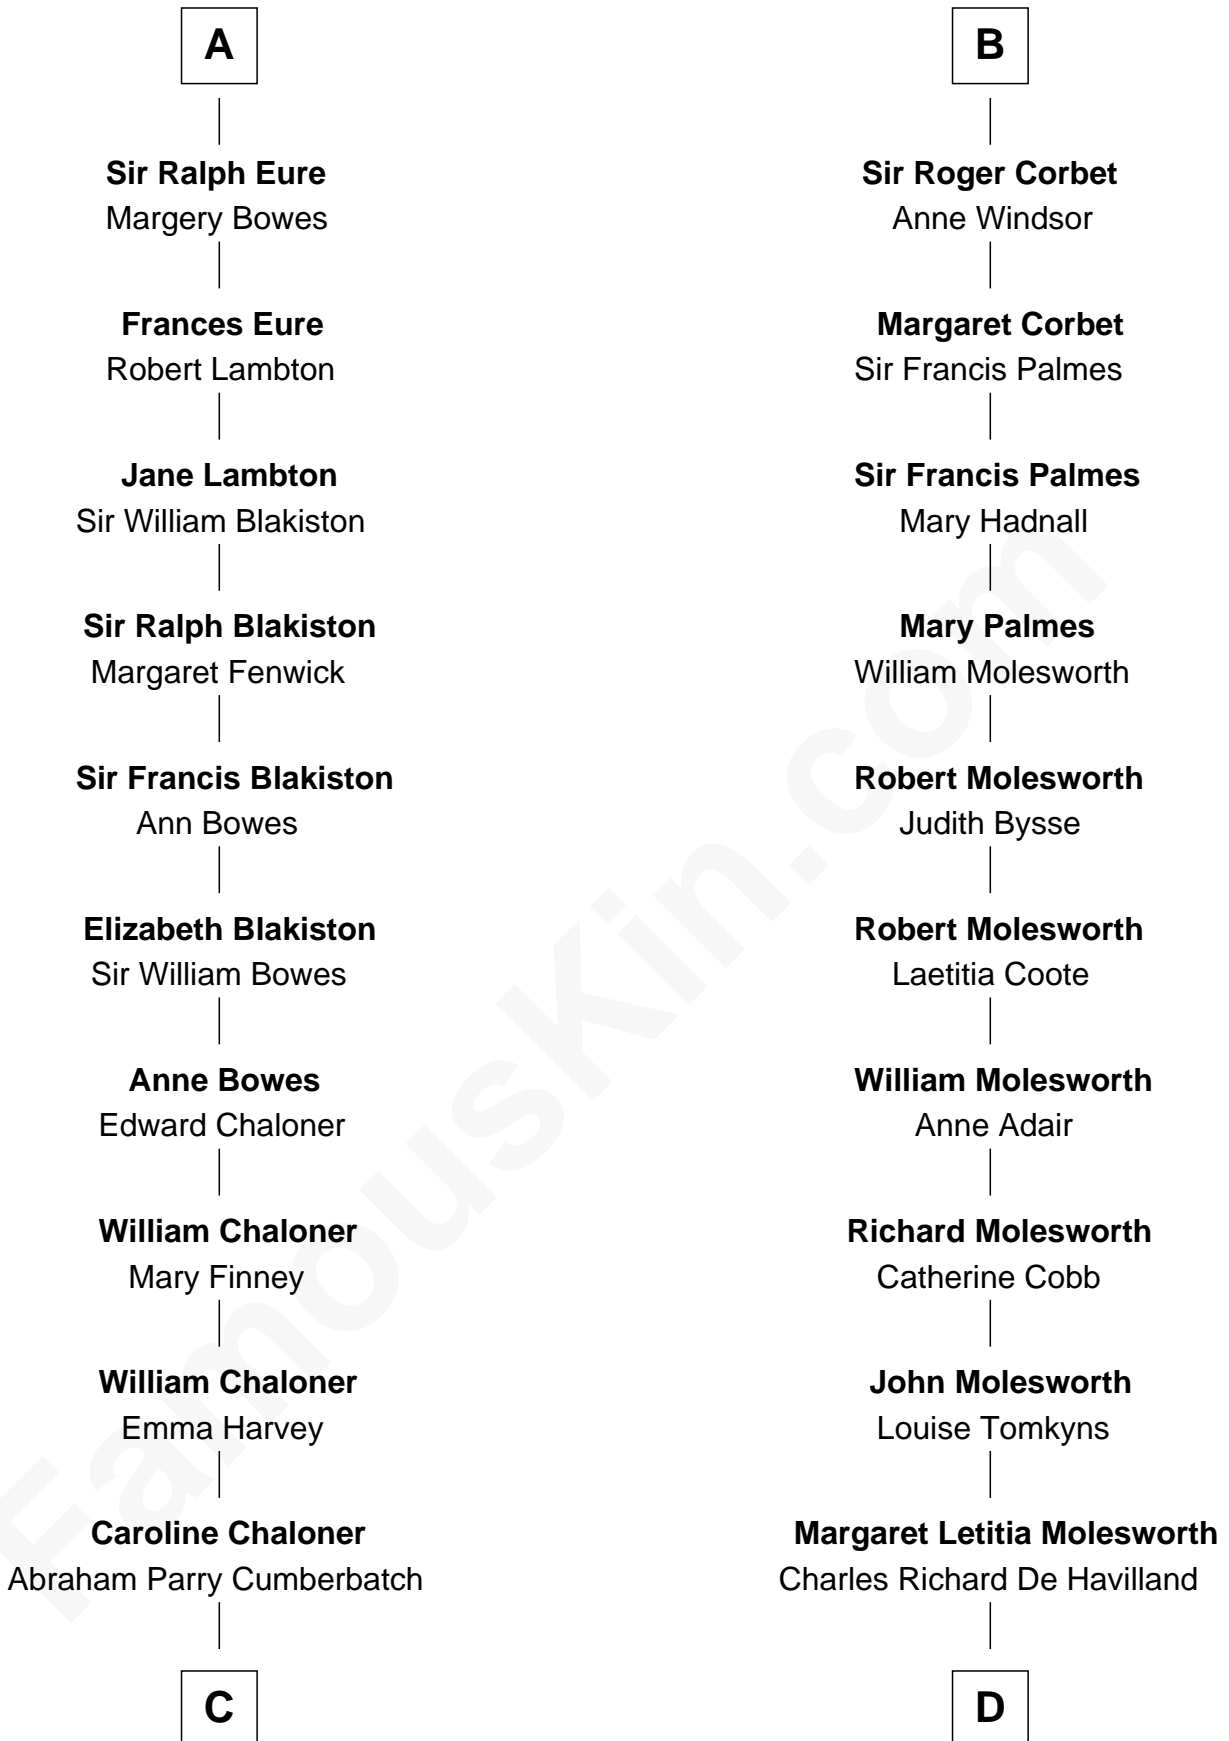 A
Sir Ralph Eure
Margery Bowes
Frances Eure
Robert Lambton
Jane Lambton
Sir William Blakiston
Sir Ralph Blakiston
Margaret Fenwick
Sir Francis Blakiston
Ann Bowes
Elizabeth Blakiston
Sir William Bowes
Anne Bowes
Edward Chaloner
William Chaloner
Mary Finney
William Chaloner
Emma Harvey
Caroline Chaloner
Abraham Parry Cumberbatch
C
B
Sir Roger Corbet
Anne Windsor
Margaret Corbet
Sir Francis Palmes
Sir Francis Palmes
Mary Hadnall
Mary Palmes
William Molesworth
Robert Molesworth
Judith Bysse
Robert Molesworth
Laetitia Coote
William Molesworth
Anne Adair
Richard Molesworth
Catherine Cobb
John Molesworth
Louise Tomkyns
Margaret Letitia Molesworth
Charles Richard De Havilland
D
FamousKin.com